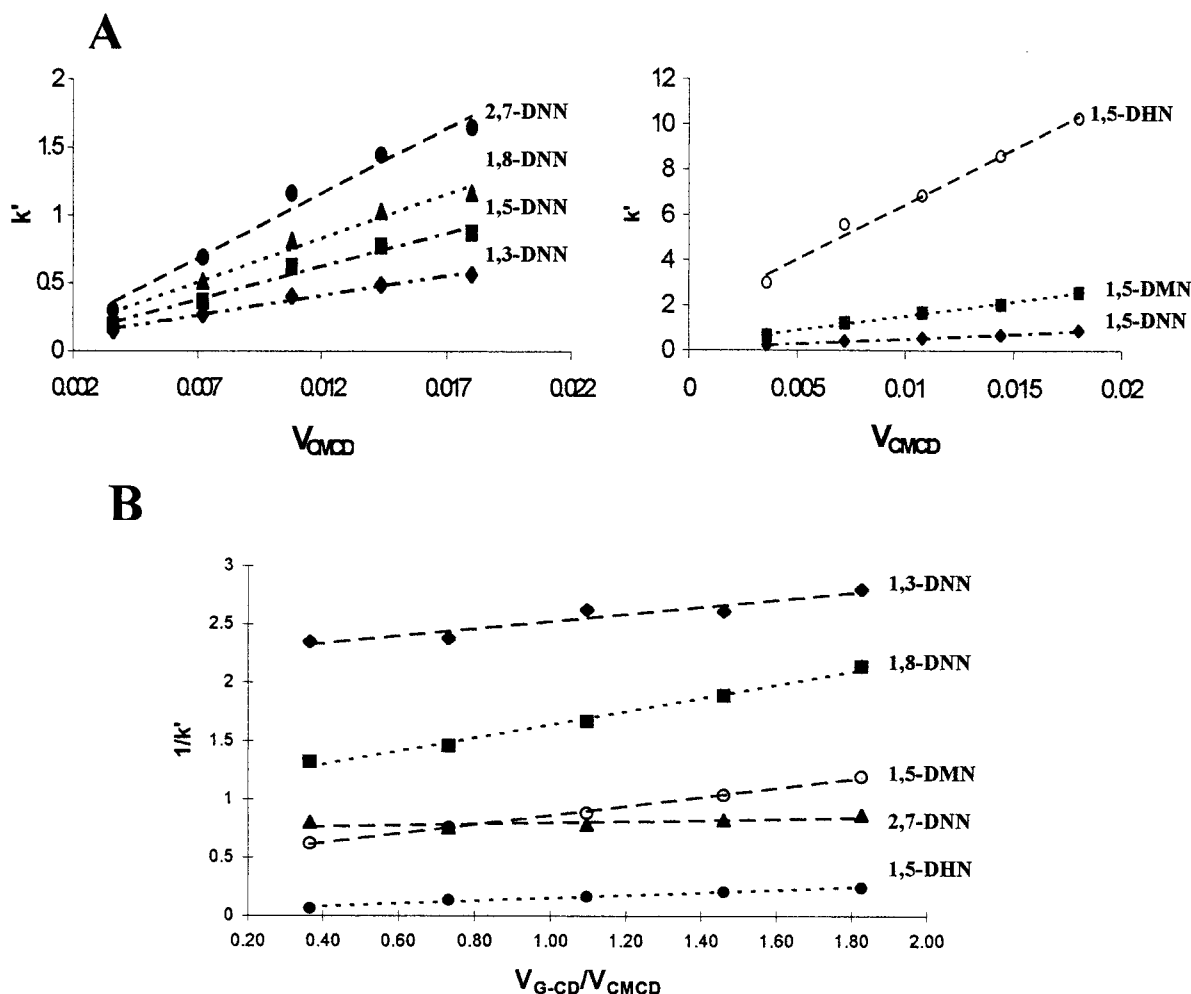 A
k'
2
1.5
1
0.5
0
0.002
0.007
0.012
0.017
0.022
V_CMCD
2,7-DNN
1,8-DNN
1,5-DNN
1,3-DNN
k'
12
10
8
6
4
2
0
0
0.005
0.01
0.015
0.02
V_CMCD
1,5-DHN
1,5-DMN
1,5-DNN
B
1/k'
3
2.5
2
1.5
1
0.5
0
0.20
0.40
0.60
0.80
1.00
1.20
1.40
1.60
1.80
2.00
V_G-CD/V_CMCD
1,3-DNN
1,8-DNN
1,5-DMN
2,7-DNN
1,5-DHN